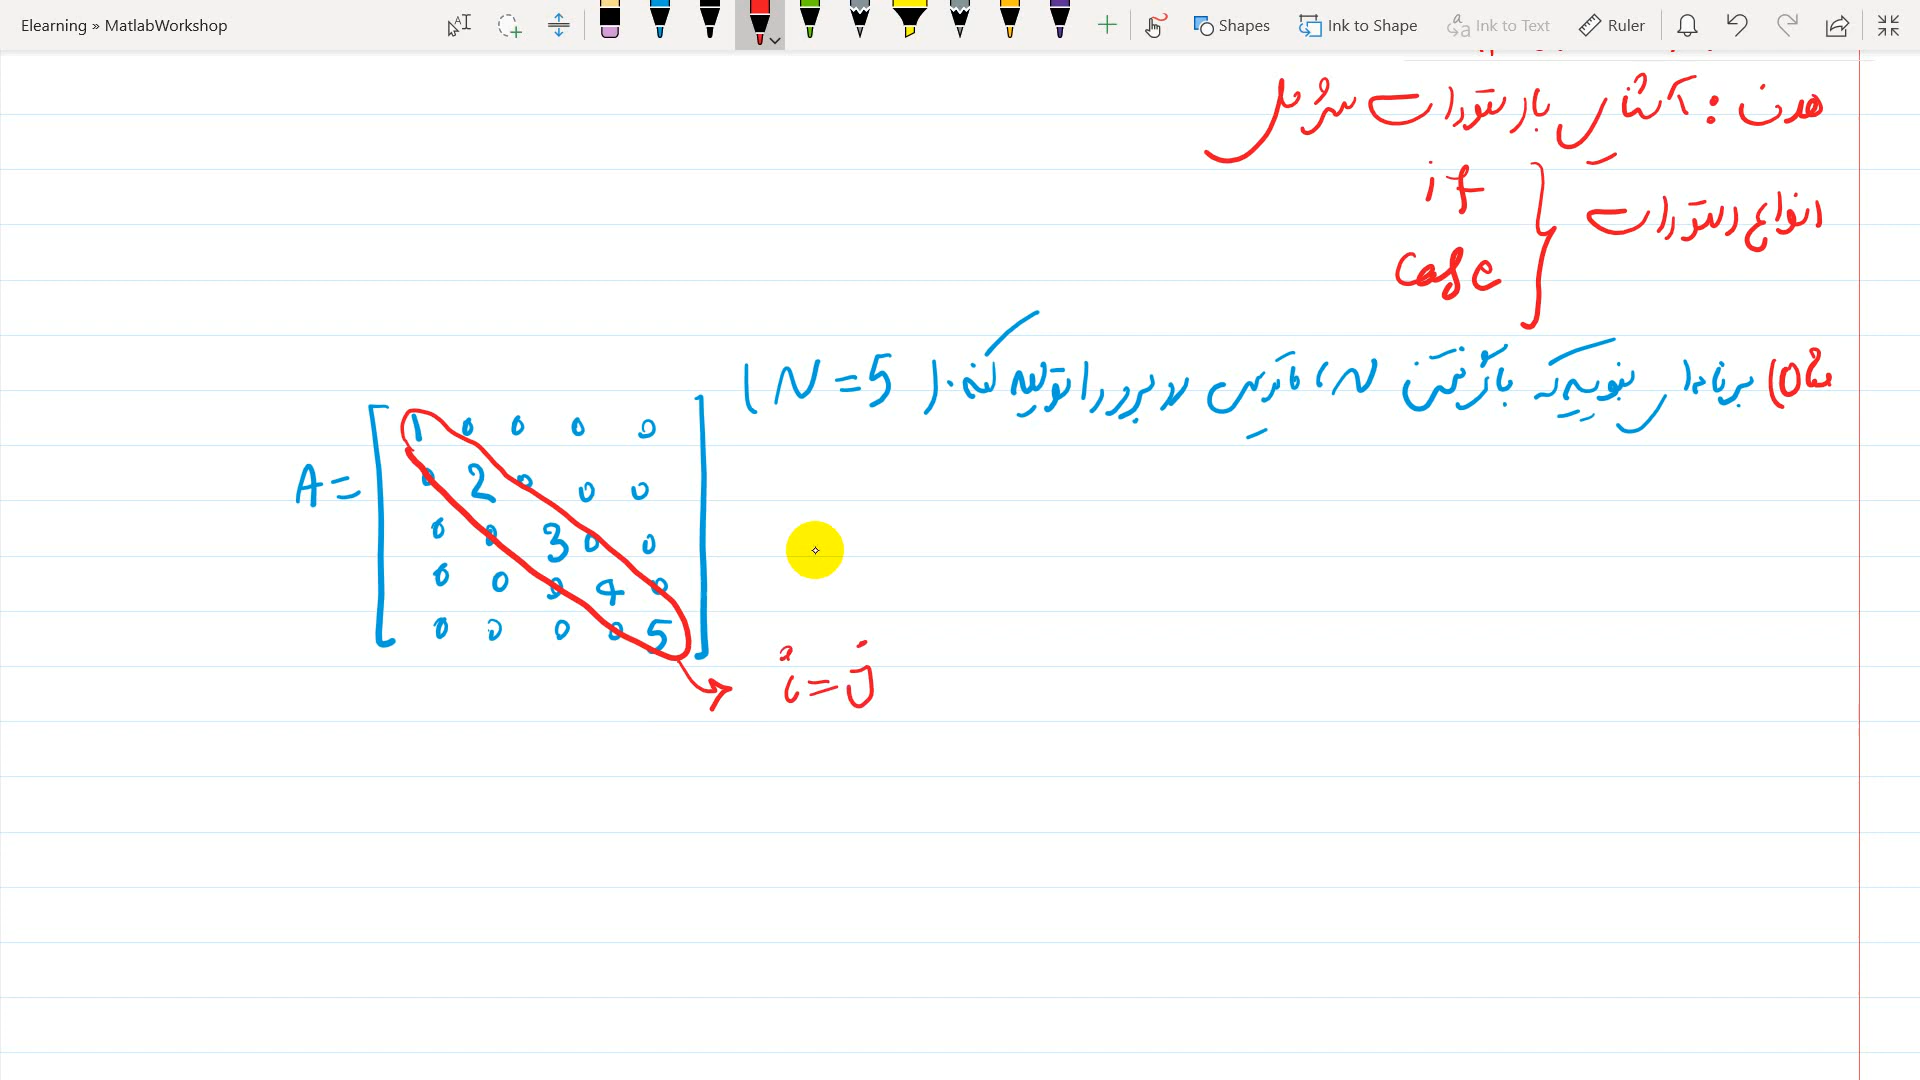 Elearning » MatlabWorkshop
Shapes
Ink to Shape
Ink to Text
Ruler
هدف : آشنایی با دستورات شرطی
انواع دستورات
if
case
مثال) برنامه‌ای بنویسید که با گرفتن N، ماتریس زیر را تولید کند. (N=5)
A=
1 0 0 0 0
0 2 0 0 0
0 0 3 0 0
0 0 0 4 0
0 0 0 0 5
i=j